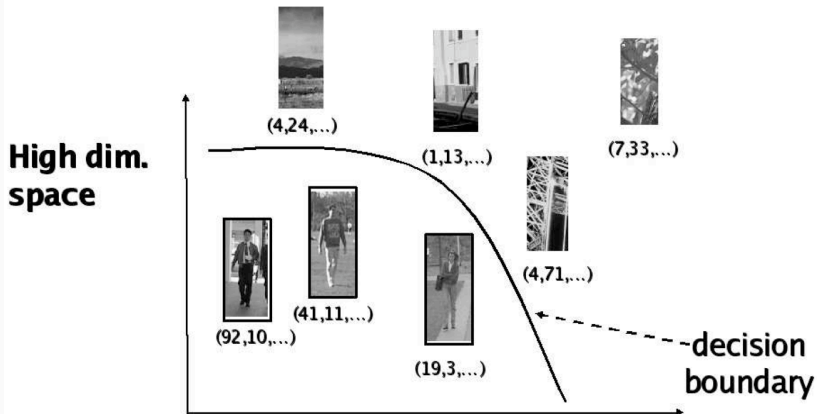 (4,24,...)
(1,13,...)
(7,33,...)
High dim.
space
(4,71,...)
(41,11,...)
(92,10,...)
(19,3,...)
decision
boundary